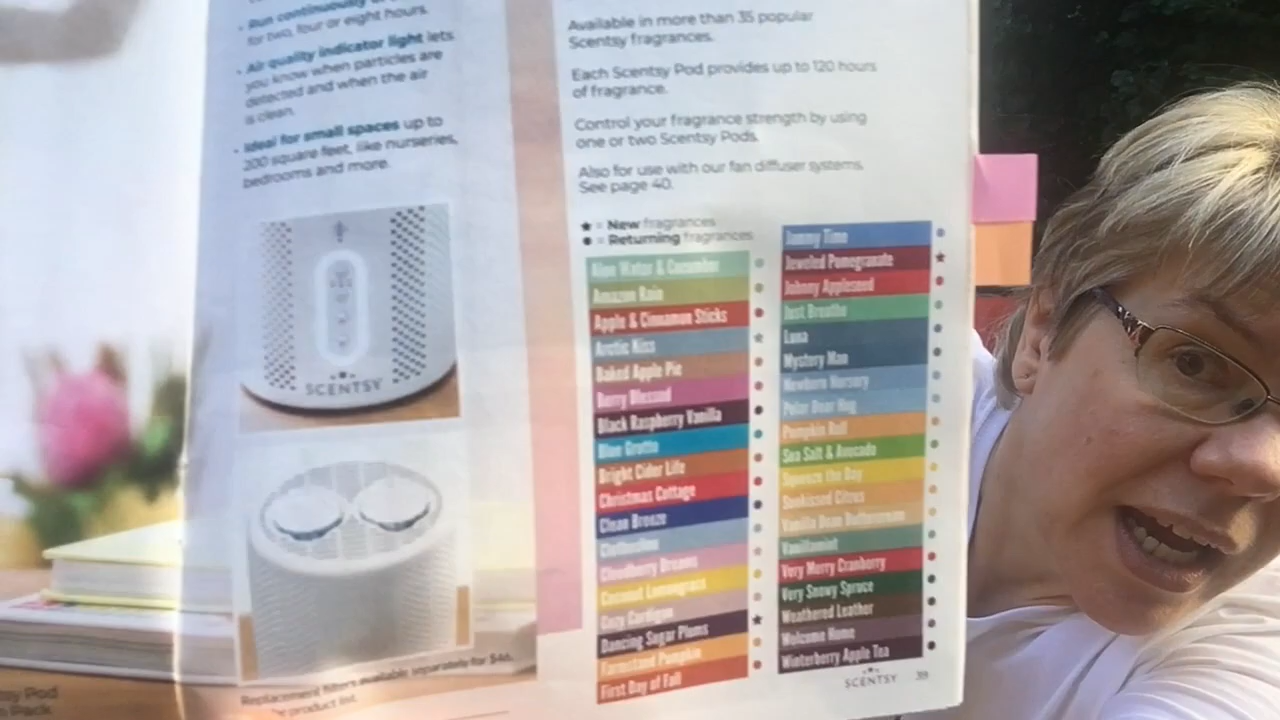 Run continuously
for two, four or eight hours.
Air quality indicator light lets
you know when particles are
detected and when the air
is clean.
Ideal for small spaces up to
200 square feet, like nurseries,
bedrooms and more.
SCENTSY
Replacement filters available separately for $46.
product list.
Pod
Pack
Available in more than 35 popular
Scentsy fragrances.
Each Scentsy Pod provides up to 120 hours
of fragrance.
Control your fragrance strength by using
one or two Scentsy Pods.
Also for use with our fan diffuser systems.
See page 40.
★ = New fragrances
● = Returning fragrances
Aloe Water & Cucumber
Amazon Rain
Apple & Cinnamon Sticks
Arctic Kiss
Baked Apple Pie
Berry Blessed
Black Raspberry Vanilla
Blue Grotto
Bright Cider Life
Christmas Cottage
Clean Breeze
Clothesline
Cloudberry Dreams
Coconut Lemongrass
Cozy Cardigan
Dancing Sugar Plums
Farmstand Pumpkin
First Day of Fall
Jammy Time
Jeweled Pomegranate
Johnny Appleseed
Just Breathe
Luna
Mystery Man
Newborn Nursery
Polar Bear Hug
Pumpkin Roll
Sea Salt & Avocado
Squeeze the Day
Sunkissed Citrus
Vanilla Bean Buttercream
Vanillamint
Very Merry Cranberry
Very Snowy Spruce
Weathered Leather
Welcome Home
Winterberry Apple Tea
SCENTSY 39